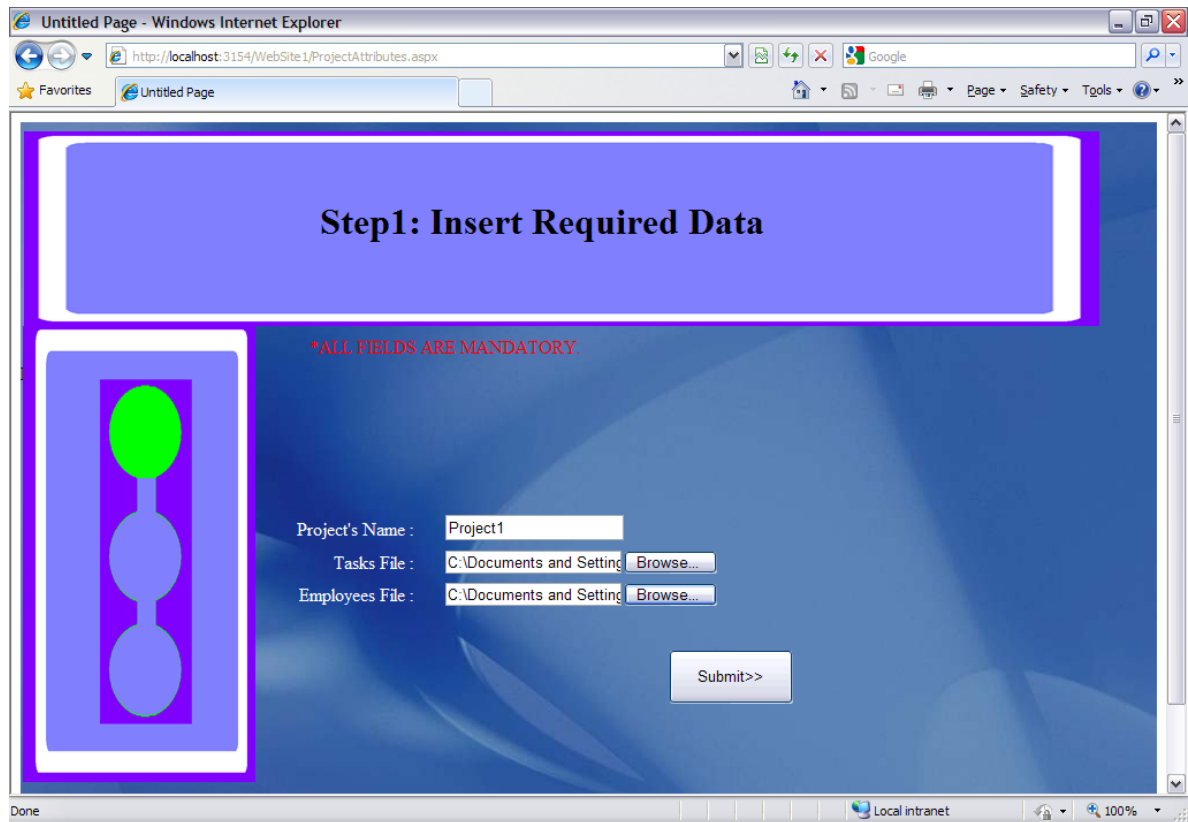 Untitled Page - Windows Internet Explorer
http://localhost:3154/WebSite1/ProjectAttributes.aspx
Google
Favorites
Untitled Page
Page
Safety
Tools
Step1: Insert Required Data
*ALL FIELDS ARE MANDATORY.
Project's Name : Project1
Tasks File : C:\Documents and Setting Browse...
Employees File : C:\Documents and Setting Browse...
Submit>>
Done
Local intranet
100%